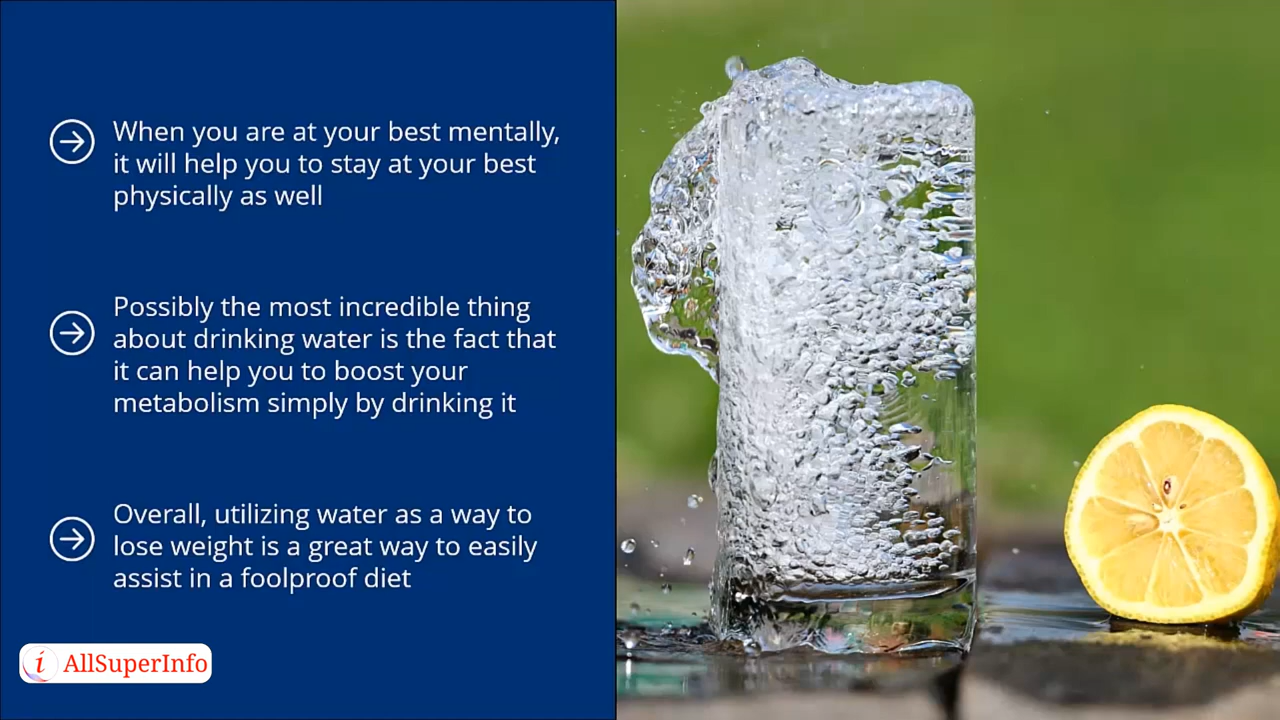 When you are at your best mentally,
it will help you to stay at your best
physically as well
Possibly the most incredible thing
about drinking water is the fact that
it can help you to boost your
metabolism simply by drinking it
Overall, utilizing water as a way to
lose weight is a great way to easily
assist in a foolproof diet
i AllSuperInfo